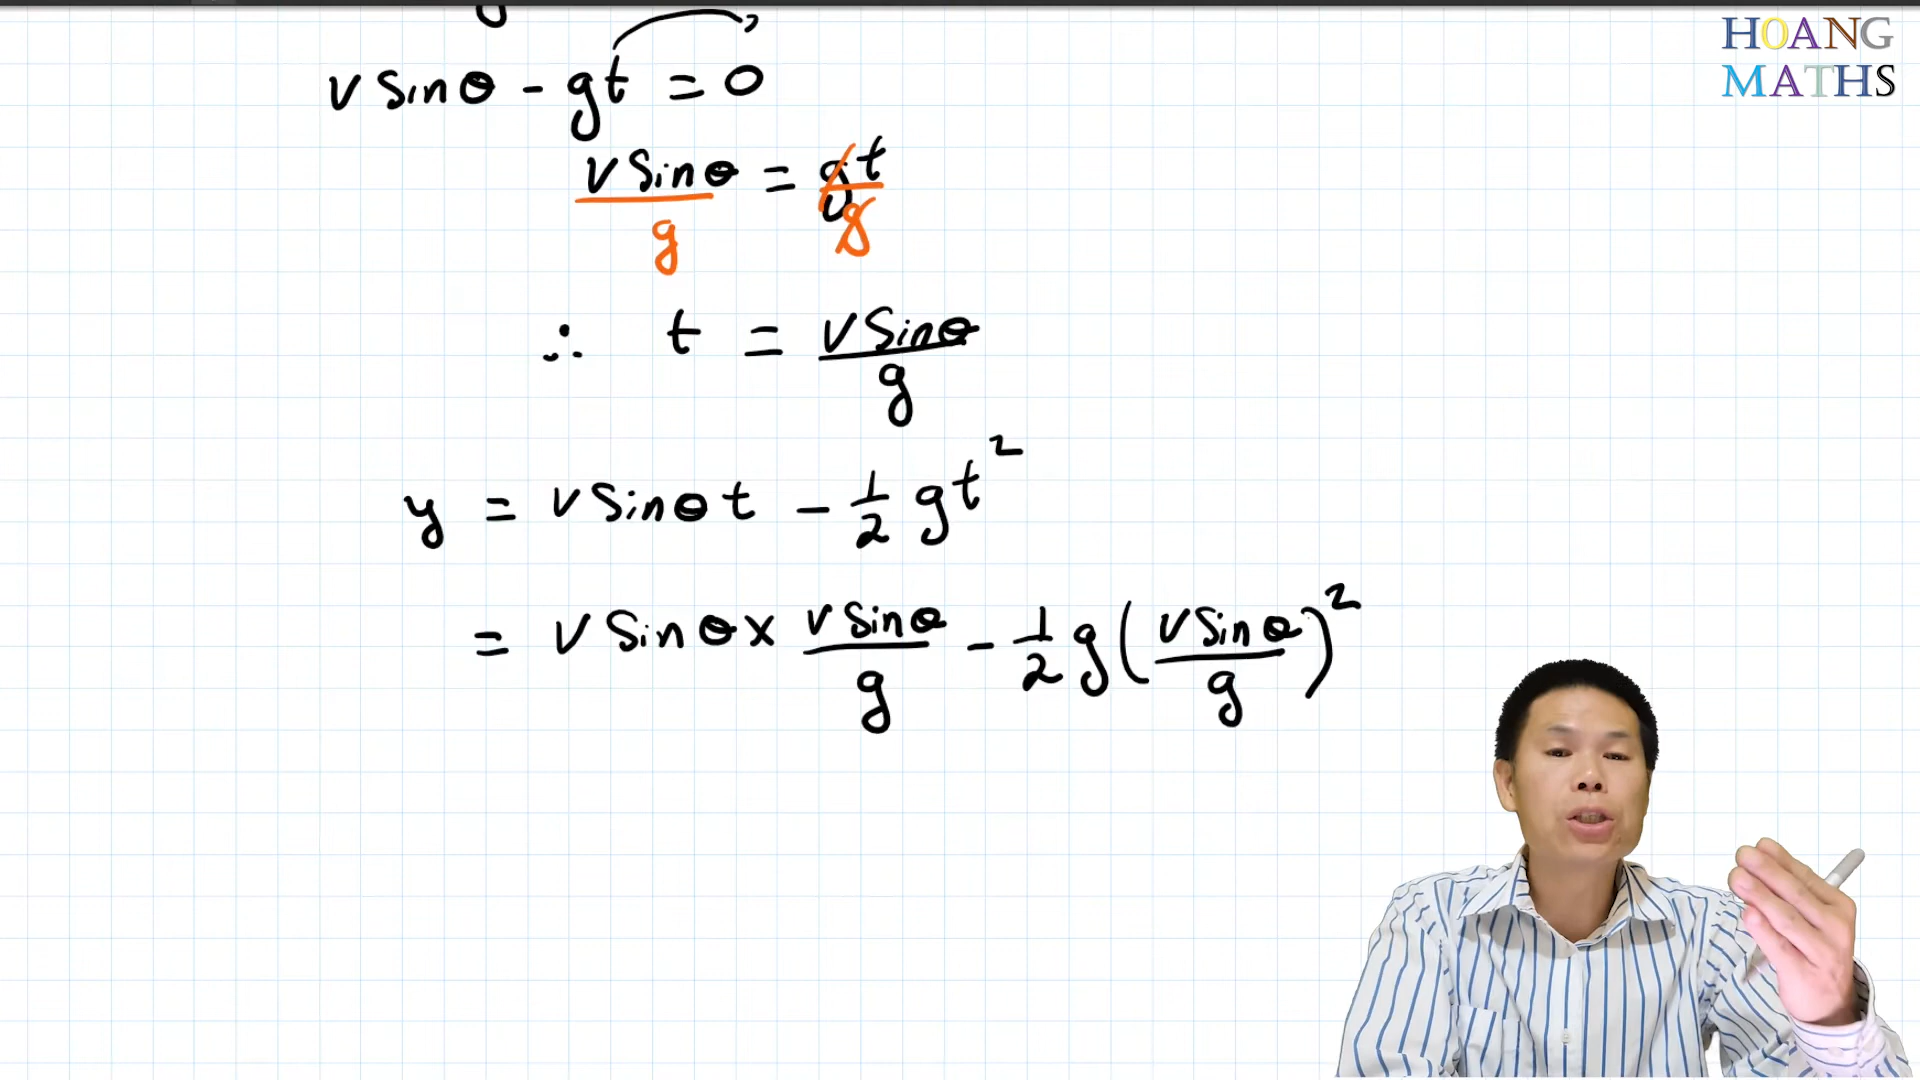 HOANG
MATHS
v sinθ - gt = 0
v sinθ / g = gt / g
∴ t = v sinθ / g
y = v sinθ t - 1/2 gt²
= v sinθ × v sinθ / g - 1/2 g (v sinθ / g)²